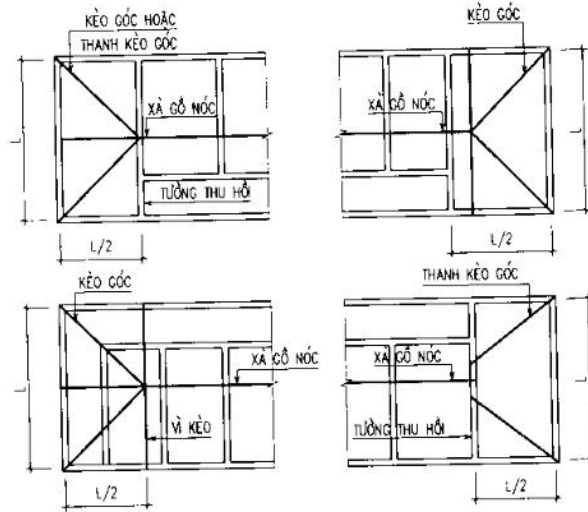 KÈO GÓC HOẶC
THANH KÈO GÓC
XÀ GỒ NÓC
TƯỜNG THU HỒI
L
L/2
KÈO GÓC
XÀ GỒ NÓC
L
L/2
KÈO GÓC
XÀ GỒ NÓC
VÌ KÈO
L
L/2
THANH KÈO GÓC
XÀ GỒ NÓC
TƯỜNG THU HỒI
L
L/2